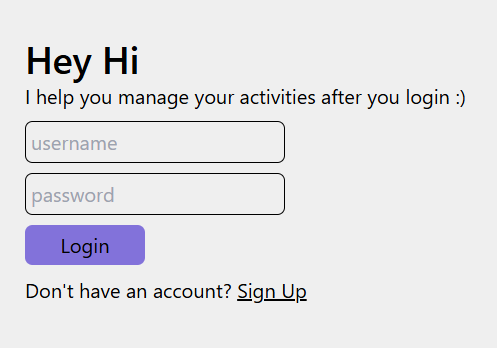 Hey Hi
I help you manage your activities after you login :)
username
password
Login
Don't have an account? Sign Up